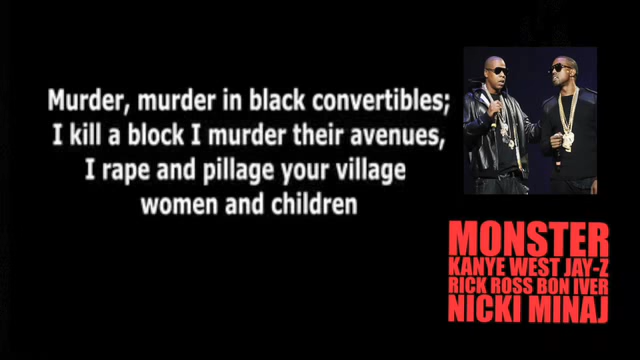 Murder, murder in black convertibles;
I kill a block I murder their avenues,
I rape and pillage your village
women and children
MONSTER
KANYE WEST JAY-Z
RICK ROSS BON IVER
NICKI MINAJ